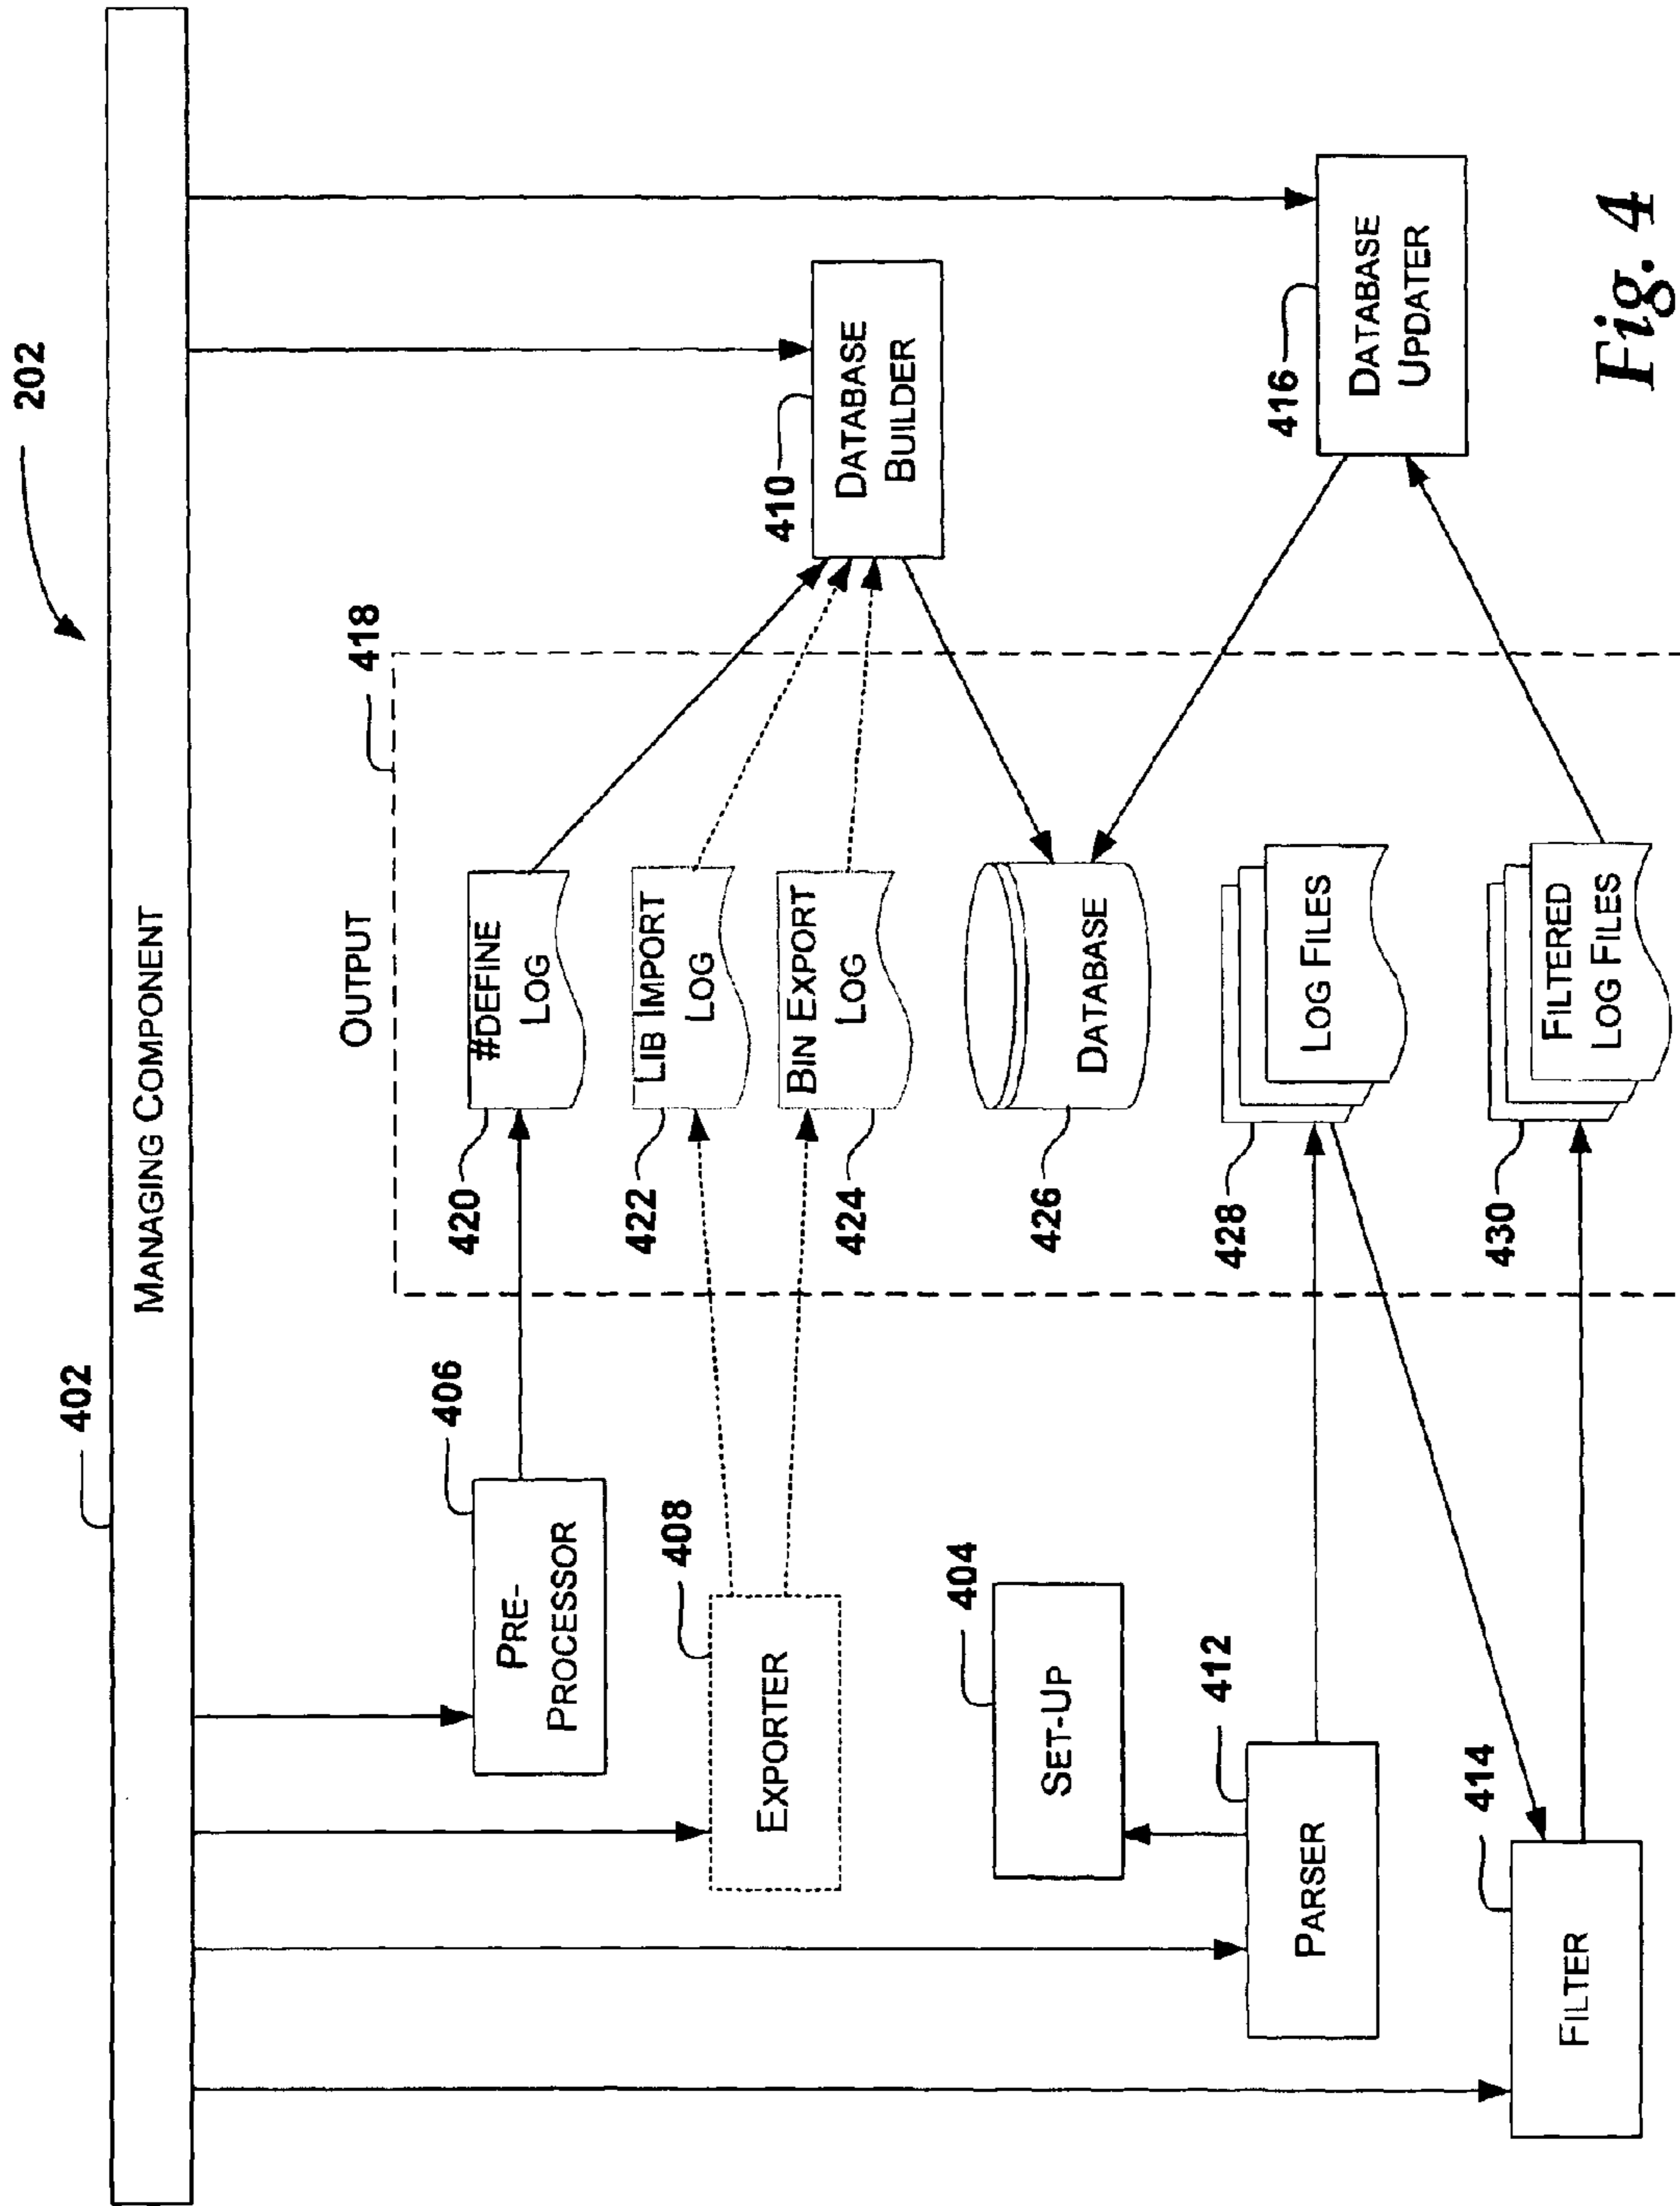 202
402
MANAGING COMPONENT
418
OUTPUT
406
PRE-
PROCESSOR
420
#DEFINE
LOG
408
EXPORTER
422
LIB IMPORT
LOG
424
BIN EXPORT
LOG
410
DATABASE
BUILDER
404
SET-UP
426
DATABASE
412
PARSER
428
LOG FILES
416
DATABASE
UPDATER
414
FILTER
430
FILTERED
LOG FILES
Fig. 4